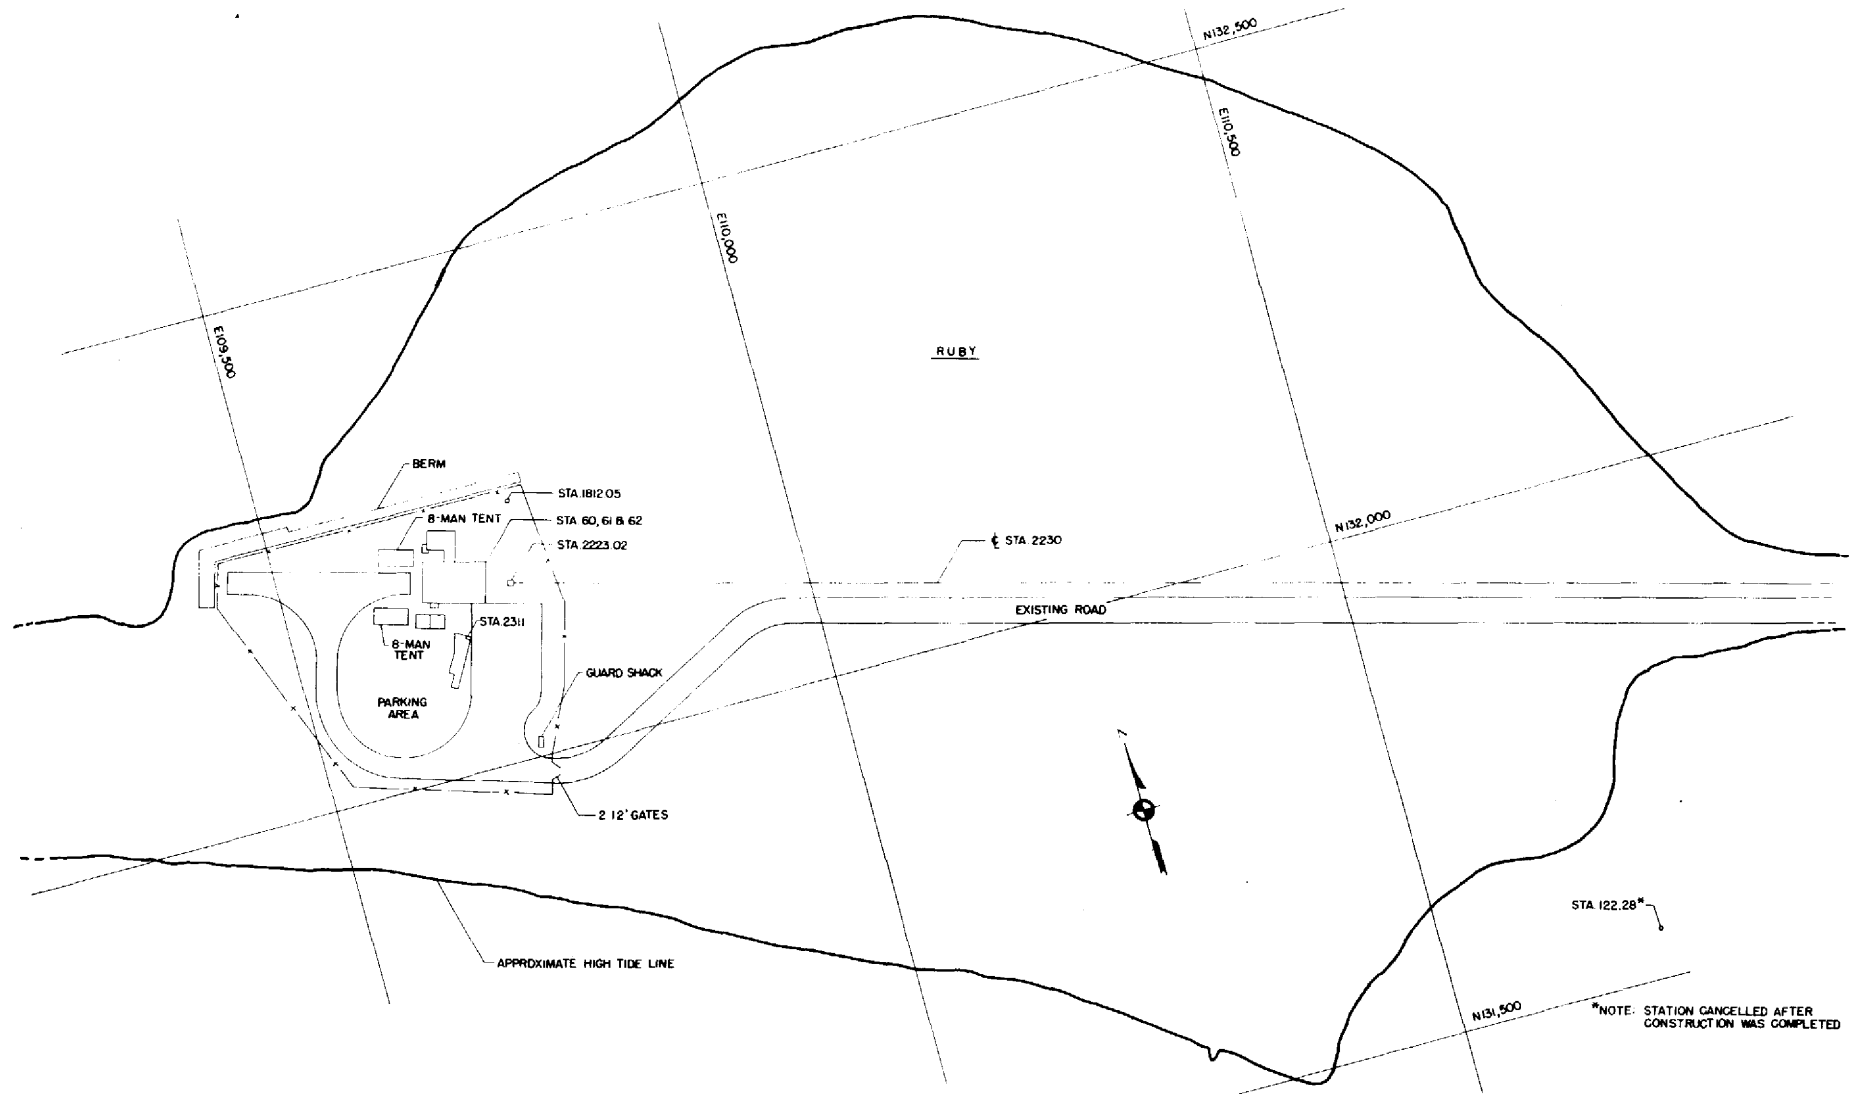 N132,500
E110,500
E110,000
E109,500
RUBY
BERM
STA.1812.05
8-MAN TENT
STA. 60, 61 & 62
N132,000
STA.2223.02
℄ STA. 2230
EXISTING ROAD
STA.2311
8-MAN
TENT
GUARD SHACK
PARKING
AREA
N
2 12' GATES
STA. 122.28*
APPROXIMATE HIGH TIDE LINE
N131,500
*NOTE: STATION CANCELLED AFTER
CONSTRUCTION WAS COMPLETED